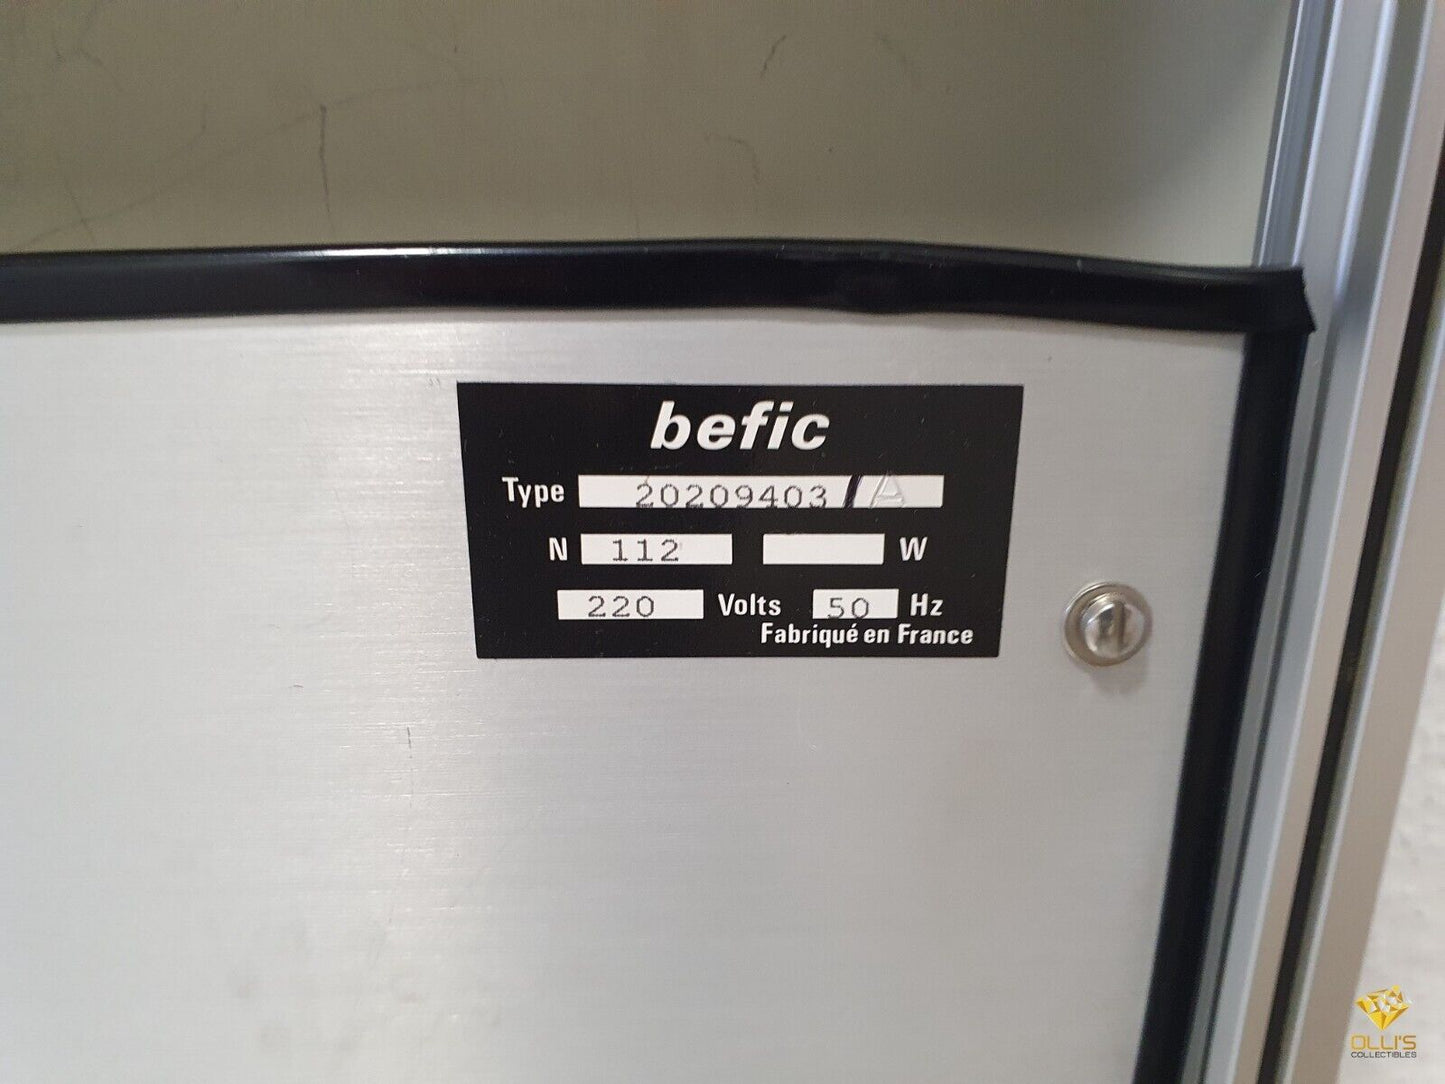 befic
Type 20209403/A
N 112 W
220 Volts 50 Hz
Fabriqué en France
OLLI'S
COLLECTIBLES